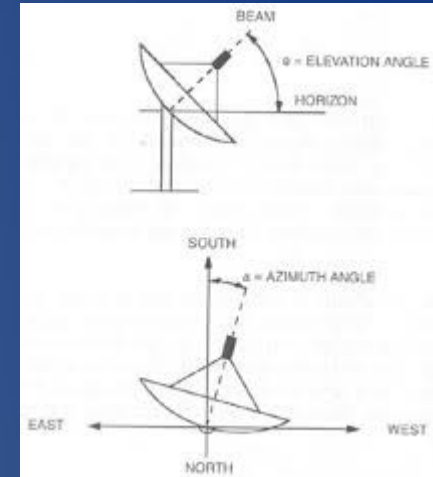 BEAM
e = ELEVATION ANGLE
HORIZON
SOUTH
a = AZIMUTH ANGLE
EAST
WEST
NORTH